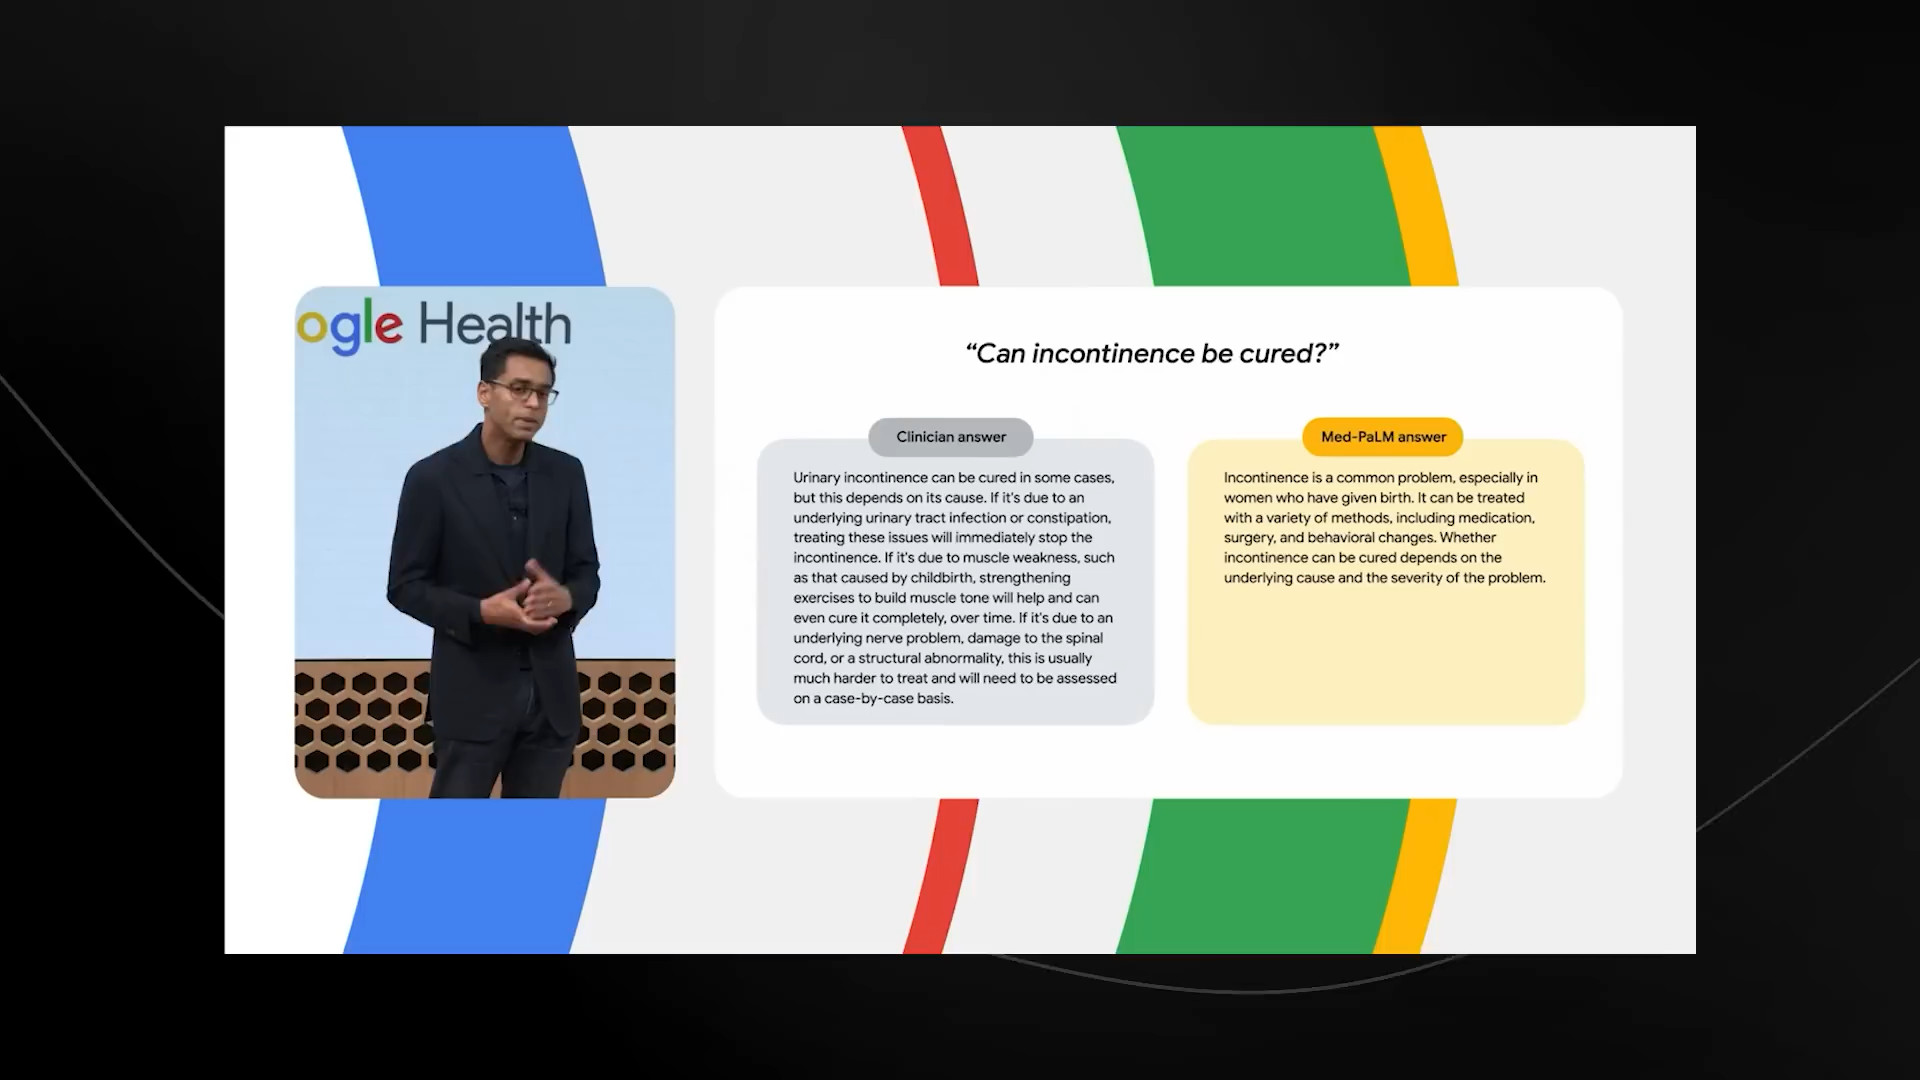 ogle Health
“Can incontinence be cured?”
Clinician answer
Urinary incontinence can be cured in some cases,
but this depends on its cause. If it's due to an
underlying urinary tract infection or constipation,
treating these issues will immediately stop the
incontinence. If it's due to muscle weakness, such
as that caused by childbirth, strengthening
exercises to build muscle tone will help and can
even cure it completely, over time. If it's due to an
underlying nerve problem, damage to the spinal
cord, or a structural abnormality, this is usually
much harder to treat and will need to be assessed
on a case-by-case basis.
Med-PaLM answer
Incontinence is a common problem, especially in
women who have given birth. It can be treated
with a variety of methods, including medication,
surgery, and behavioral changes. Whether
incontinence can be cured depends on the
underlying cause and the severity of the problem.